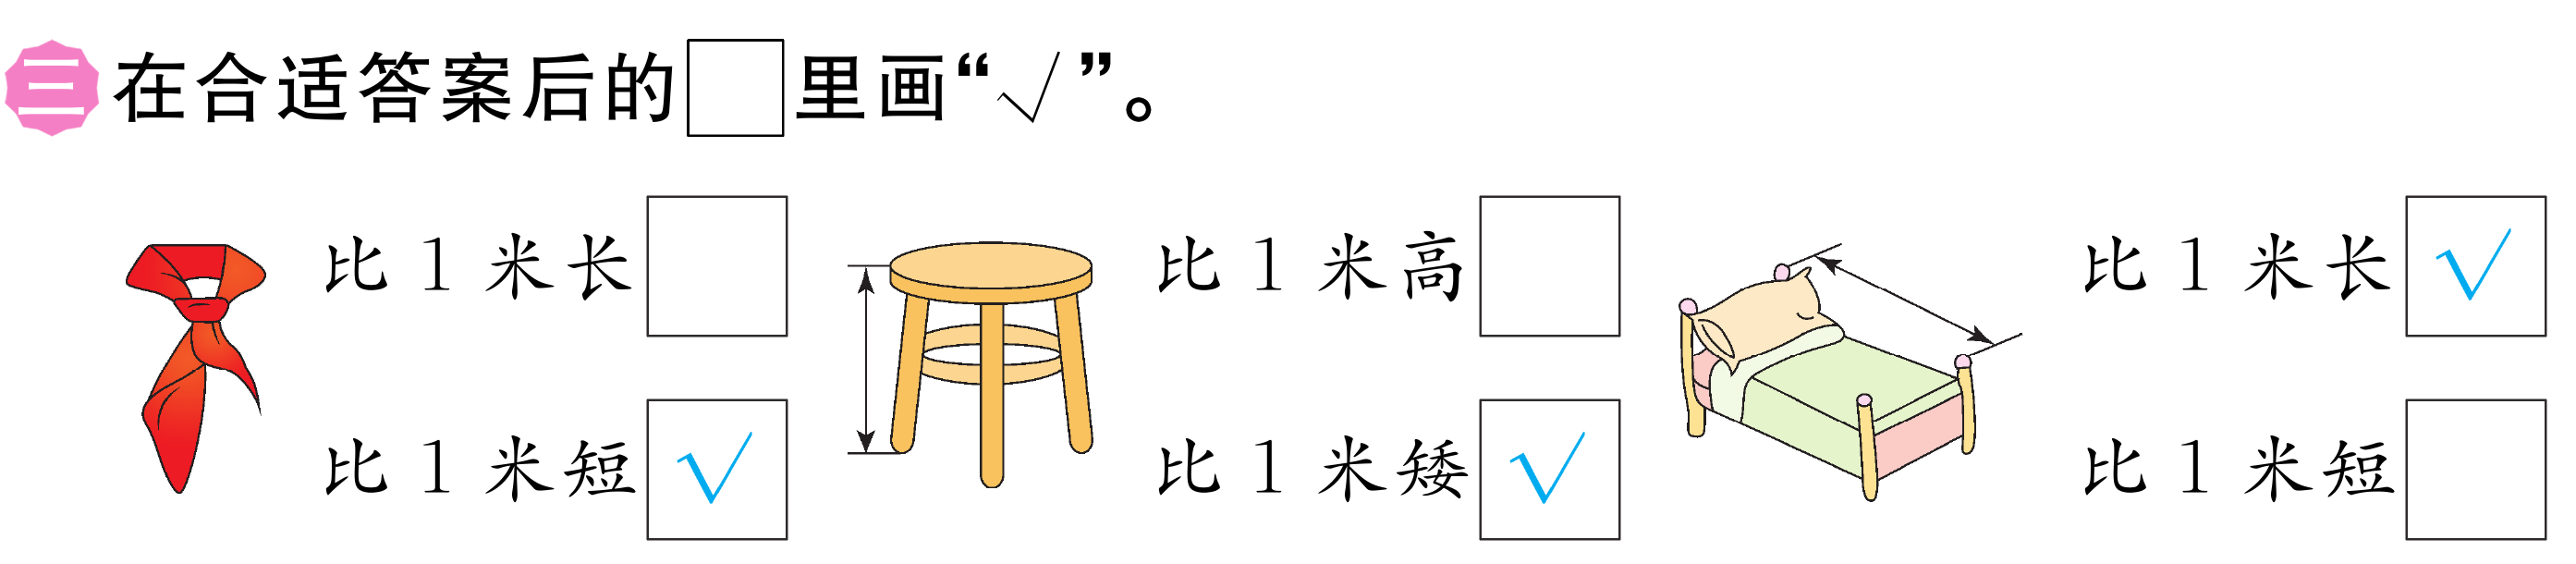 三 在合适答案后的□里画“√”。
比 1 米长□ 比 1 米高□ 比 1 米长☑
比 1 米短☑ 比 1 米矮☑ 比 1 米短□